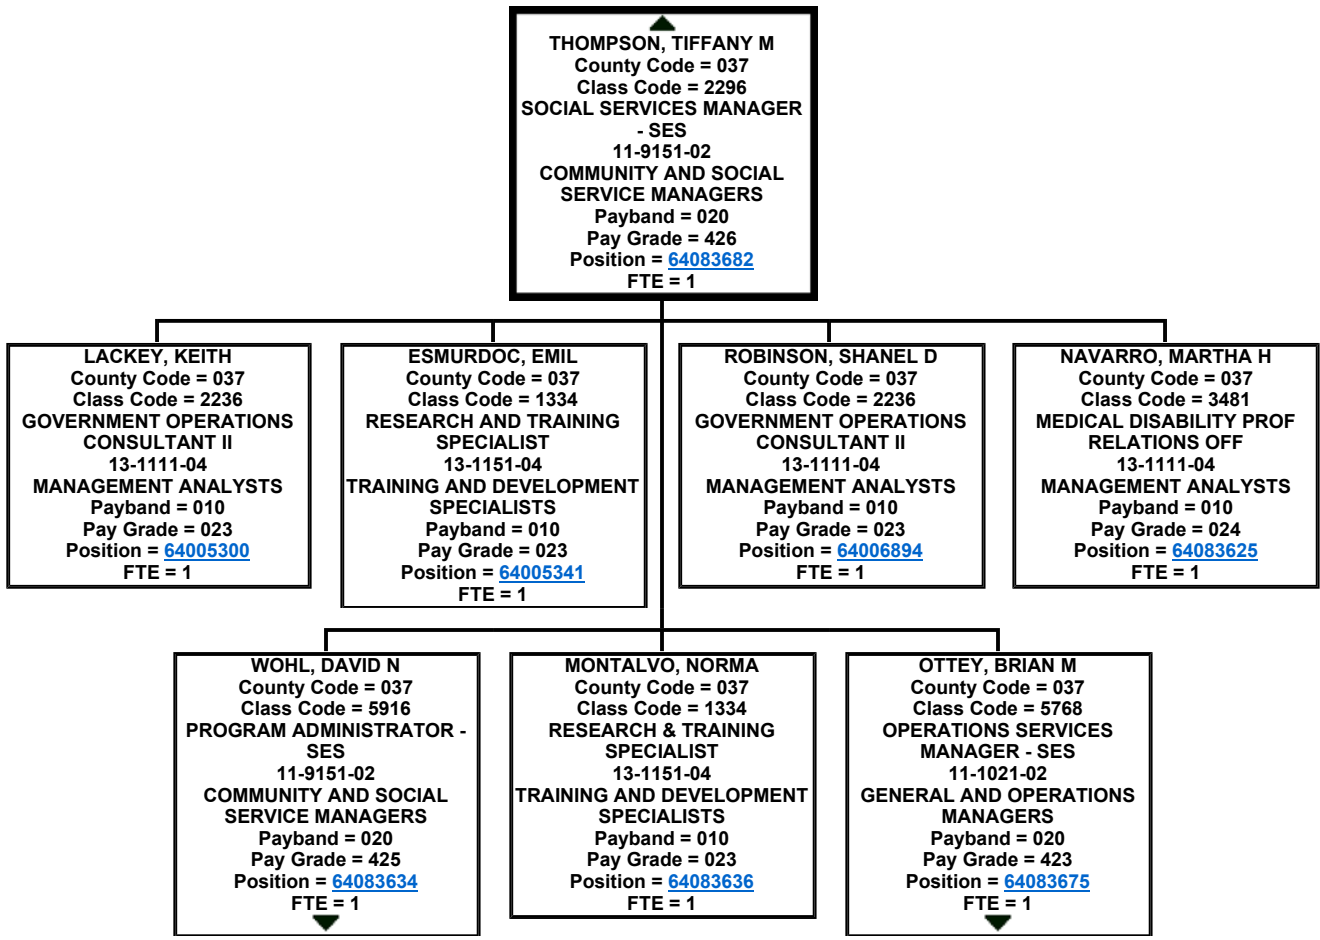 THOMPSON, TIFFANY M
County Code = 037
Class Code = 2296
SOCIAL SERVICES MANAGER
- SES
11-9151-02
COMMUNITY AND SOCIAL
SERVICE MANAGERS
Payband = 020
Pay Grade = 426
Position = 64083682
FTE = 1
LACKEY, KEITH
County Code = 037
Class Code = 2236
GOVERNMENT OPERATIONS
CONSULTANT II
13-1111-04
MANAGEMENT ANALYSTS
Payband = 010
Pay Grade = 023
Position = 64005300
FTE = 1
ESMURDOC, EMIL
County Code = 037
Class Code = 1334
RESEARCH AND TRAINING
SPECIALIST
13-1151-04
TRAINING AND DEVELOPMENT
SPECIALISTS
Payband = 010
Pay Grade = 023
Position = 64005341
FTE = 1
ROBINSON, SHANEL D
County Code = 037
Class Code = 2236
GOVERNMENT OPERATIONS
CONSULTANT II
13-1111-04
MANAGEMENT ANALYSTS
Payband = 010
Pay Grade = 023
Position = 64006894
FTE = 1
NAVARRO, MARTHA H
County Code = 037
Class Code = 3481
MEDICAL DISABILITY PROF
RELATIONS OFF
13-1111-04
MANAGEMENT ANALYSTS
Payband = 010
Pay Grade = 024
Position = 64083625
FTE = 1
WOHL, DAVID N
County Code = 037
Class Code = 5916
PROGRAM ADMINISTRATOR -
SES
11-9151-02
COMMUNITY AND SOCIAL
SERVICE MANAGERS
Payband = 020
Pay Grade = 425
Position = 64083634
FTE = 1
MONTALVO, NORMA
County Code = 037
Class Code = 1334
RESEARCH & TRAINING
SPECIALIST
13-1151-04
TRAINING AND DEVELOPMENT
SPECIALISTS
Payband = 010
Pay Grade = 023
Position = 64083636
FTE = 1
OTTEY, BRIAN M
County Code = 037
Class Code = 5768
OPERATIONS SERVICES
MANAGER - SES
11-1021-02
GENERAL AND OPERATIONS
MANAGERS
Payband = 020
Pay Grade = 423
Position = 64083675
FTE = 1